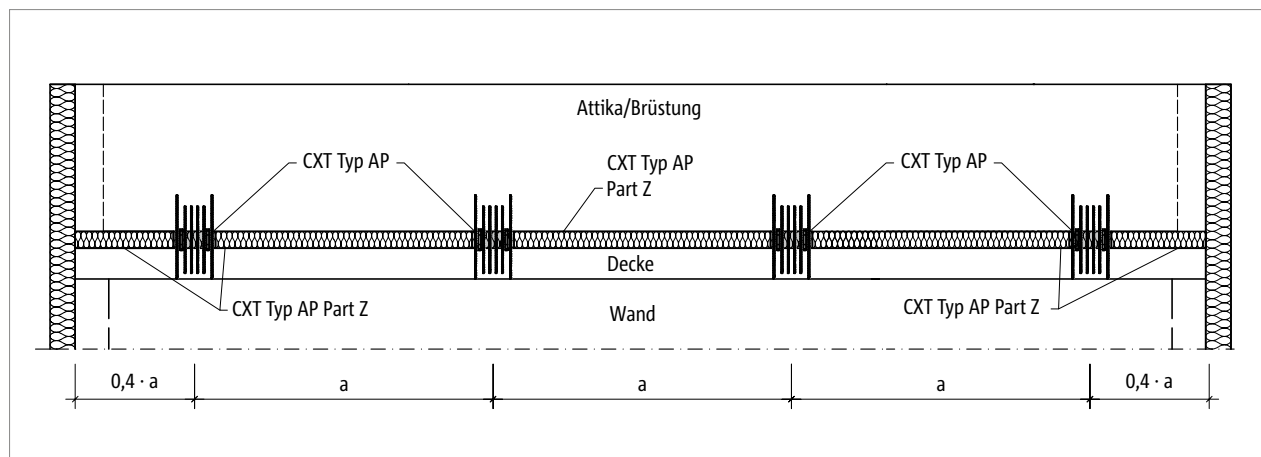 Attika/Brüstung
CXT Typ AP
CXT Typ AP
Part Z
CXT Typ AP
Decke
CXT Typ AP Part Z
Wand
CXT Typ AP Part Z
0,4 · a
a
a
a
0,4 · a